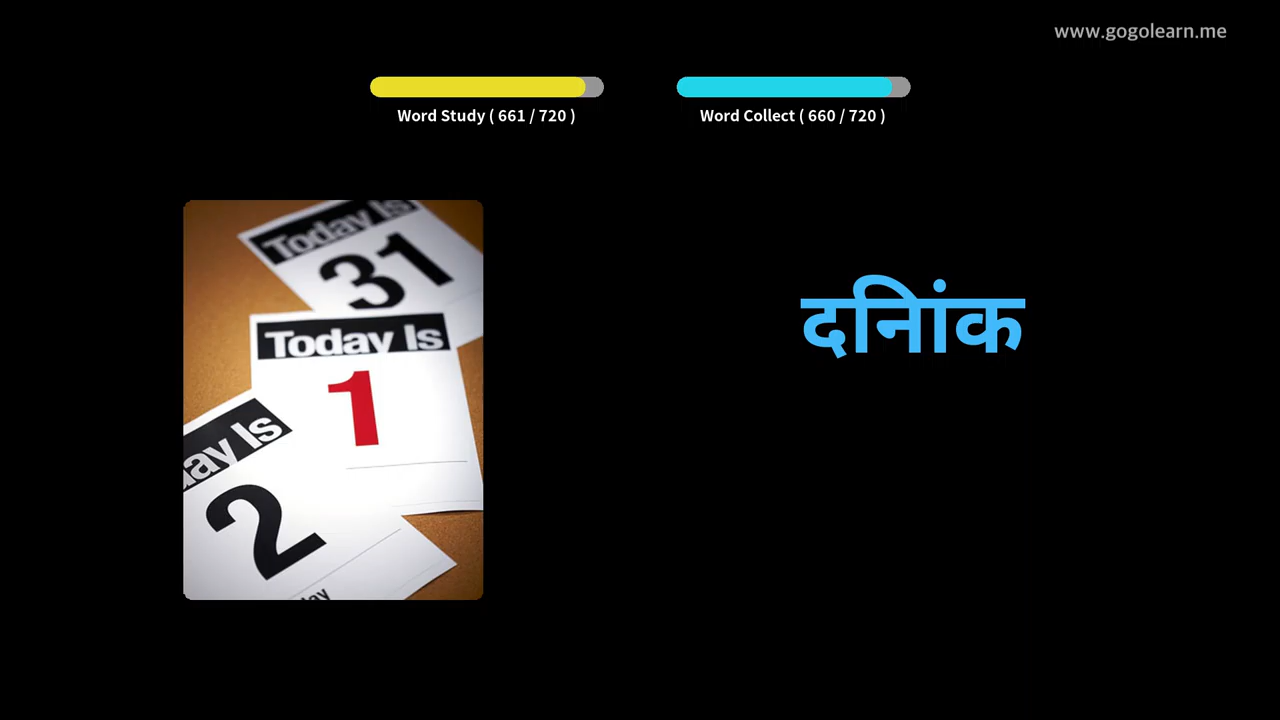 www.gogolearn.me
Word Study ( 661 / 720 )
Word Collect ( 660 / 720 )
Today Is
31
Today Is
1
ay Is
2
day
दनिांक